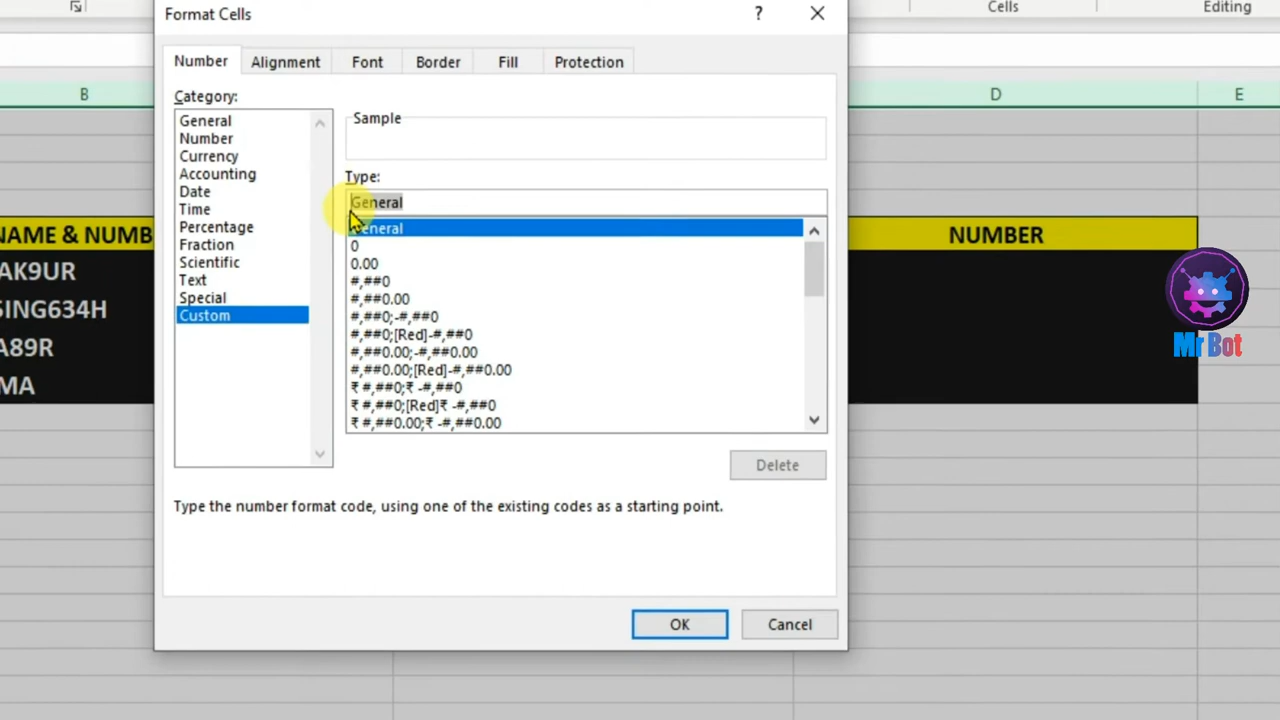 Format Cells
?
Cells
Editing
Number
Alignment
Font
Border
Fill
Protection
B
D
E
Category:
General
Number
Currency
Accounting
Date
Time
Percentage
Fraction
Scientific
Text
Special
Custom
Sample
Type:
General
General
0
0.00
#,##0
#,##0.00
#,##0;-#,##0
#,##0;[Red]-#,##0
#,##0.00;-#,##0.00
#,##0.00;[Red]-#,##0.00
₹ #,##0;₹ -#,##0
₹ #,##0;[Red]₹ -#,##0
₹ #,##0.00;₹ -#,##0.00
Delete
Type the number format code, using one of the existing codes as a starting point.
OK
Cancel
NAME & NUMB
AK9UR
SING634H
A89R
MA
NUMBER
Mr Bot